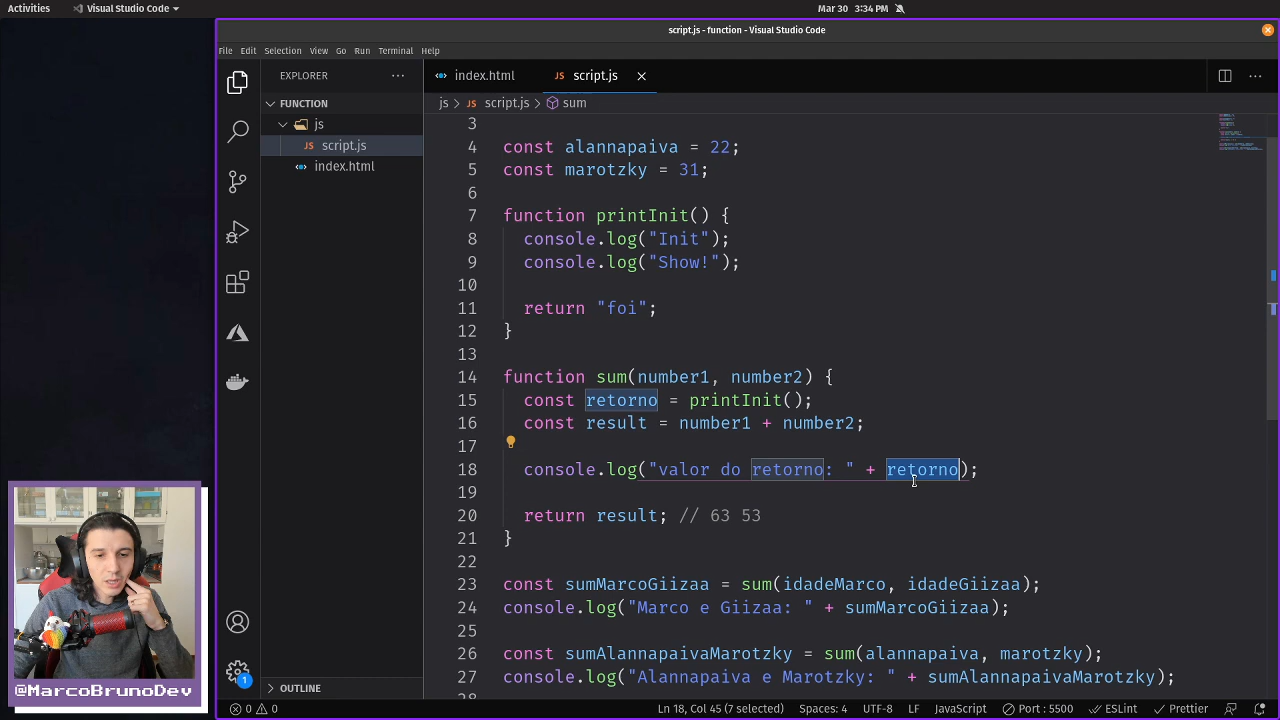 Activities
Visual Studio Code
Mar 30 3:34 PM
script.js - function - Visual Studio Code
File Edit Selection View Go Run Terminal Help
EXPLORER
FUNCTION
js
JS script.js
index.html
OUTLINE
index.html
JS script.js
js > JS script.js > sum
3
4 const alannapaiva = 22;
5 const marotzky = 31;
6
7 function printInit() {
8 console.log("Init");
9 console.log("Show!");
10
11 return "foi";
12 }
13
14 function sum(number1, number2) {
15 const retorno = printInit();
16 const result = number1 + number2;
17
18 console.log("valor do retorno: " + retorno);
19
20 return result; // 63 53
21 }
22
23 const sumMarcoGiizaa = sum(idadeMarco, idadeGiizaa);
24 console.log("Marco e Giizaa: " + sumMarcoGiizaa);
25
26 const sumAlannapaivaMarotzky = sum(alannapaiva, marotzky);
27 console.log("Alannapaiva e Marotzky: " + sumAlannapaivaMarotzky);
1
@MarcoBrunoDev
0 0 Ln 18, Col 45 (7 selected) Spaces: 4 UTF-8 LF JavaScript Port : 5500 ESLint Prettier